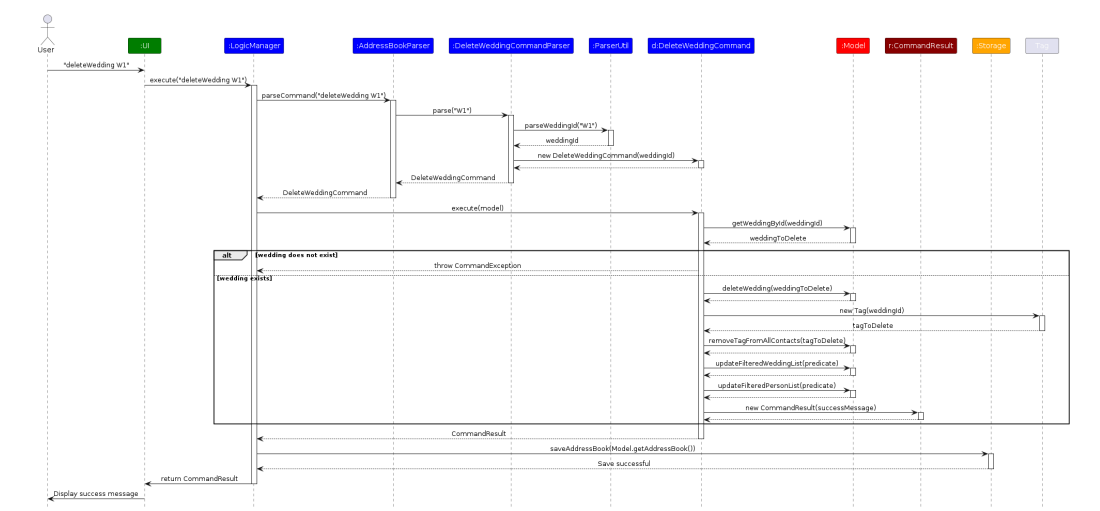 User
:UI
:LogicManager
:AddressBookParser
:DeleteWeddingCommandParser
:ParserUtil
d:DeleteWeddingCommand
:Model
r:CommandResult
:Storage
"deleteWedding W1"
execute("deleteWedding W1")
parseCommand("deleteWedding W1")
parse("W1")
parseWeddingId("W1")
weddingId
new DeleteWeddingCommand(weddingId)
DeleteWeddingCommand
DeleteWeddingCommand
execute(model)
getWeddingById(weddingId)
weddingToDelete
alt [wedding does not exist]
throw CommandException
[wedding exists]
deleteWedding(weddingToDelete)
new Tag(weddingId)
tagToDelete
removeTagFromAllContacts(tagToDelete)
updateFilteredWeddingList(predicate)
updateFilteredPersonList(predicate)
new CommandResult(successMessage)
CommandResult
saveAddressBook(Model.getAddressBook())
Save successful
return CommandResult
Display success message